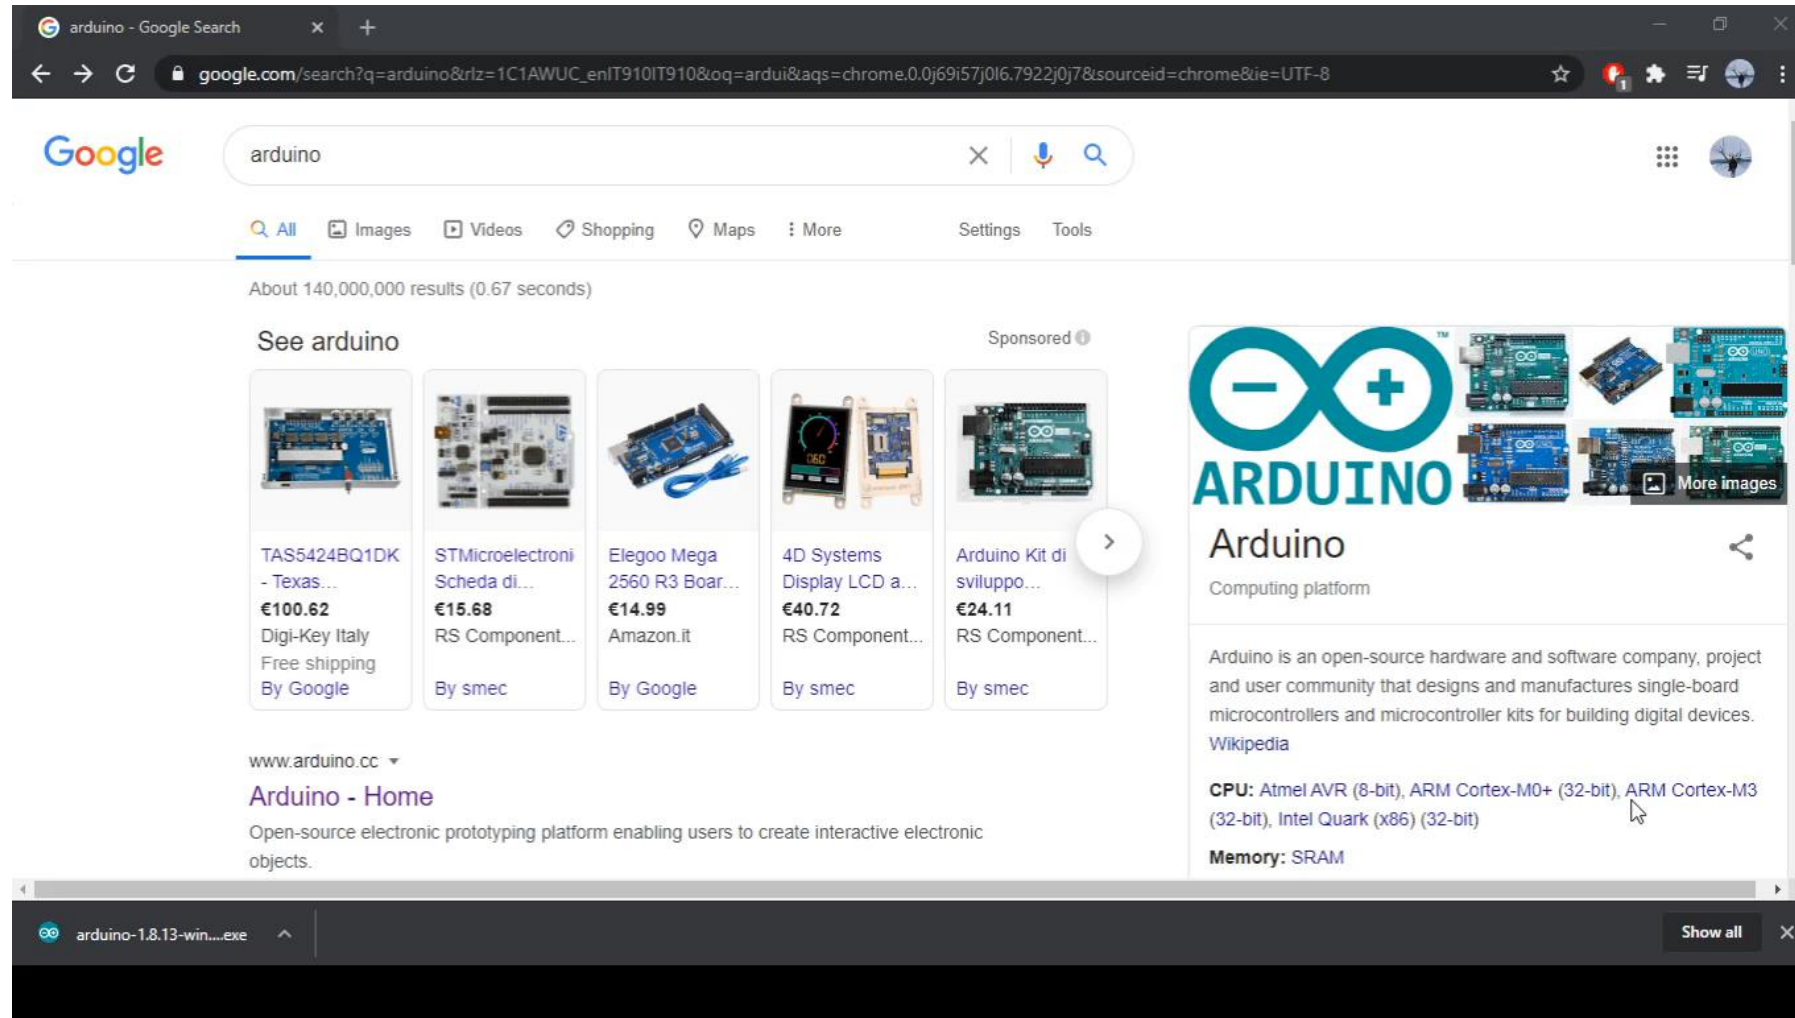 arduino - Google Search
google.com/search?q=arduino&rlz=1C1AWUC_enIT910IT910&oq=ardui&aqs=chrome.0.0j69i57j0l6.7922j0j7&sourceid=chrome&ie=UTF-8
1
Google
arduino
All Images Videos Shopping Maps More Settings Tools
About 140,000,000 results (0.67 seconds)
See arduino
Sponsored
TAS5424BQ1DK
- Texas...
€100.62
Digi-Key Italy
Free shipping
By Google
STMicroelectroni
Scheda di...
€15.68
RS Component...
By smec
Elegoo Mega
2560 R3 Boar...
€14.99
Amazon.it
By Google
4D Systems
Display LCD a...
€40.72
RS Component...
By smec
Arduino Kit di
sviluppo...
€24.11
RS Component...
By smec
www.arduino.cc
Arduino - Home
Open-source electronic prototyping platform enabling users to create interactive electronic
objects.
ARDUINO
TM
More images
Arduino
Computing platform
Arduino is an open-source hardware and software company, project
and user community that designs and manufactures single-board
microcontrollers and microcontroller kits for building digital devices.
Wikipedia
CPU: Atmel AVR (8-bit), ARM Cortex-M0+ (32-bit), ARM Cortex-M3
(32-bit), Intel Quark (x86) (32-bit)
Memory: SRAM
arduino-1.8.13-win....exe
Show all